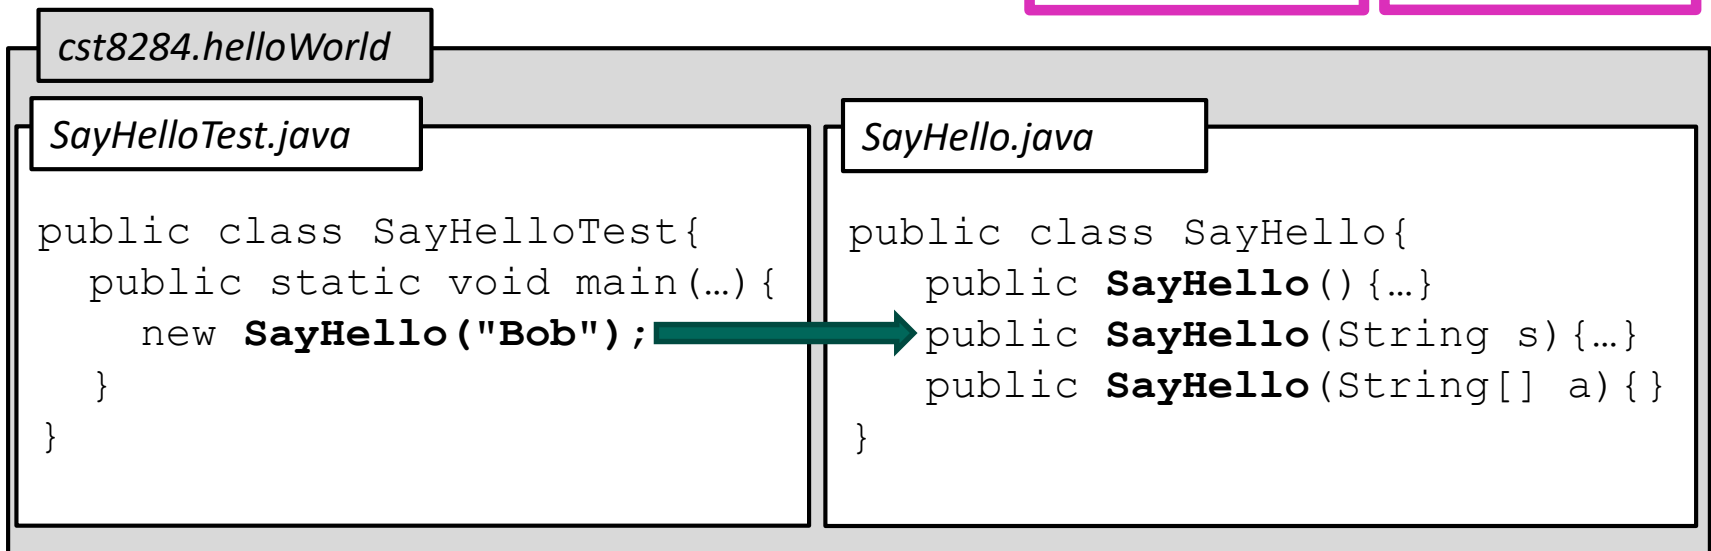 cst8284.helloWorld
SayHelloTest.java
public class SayHelloTest{
public static void main(…){
new SayHello("Bob");
}
}
SayHello.java
public class SayHello{
public SayHello(){…}
public SayHello(String s){…}
public SayHello(String[] a){}
}